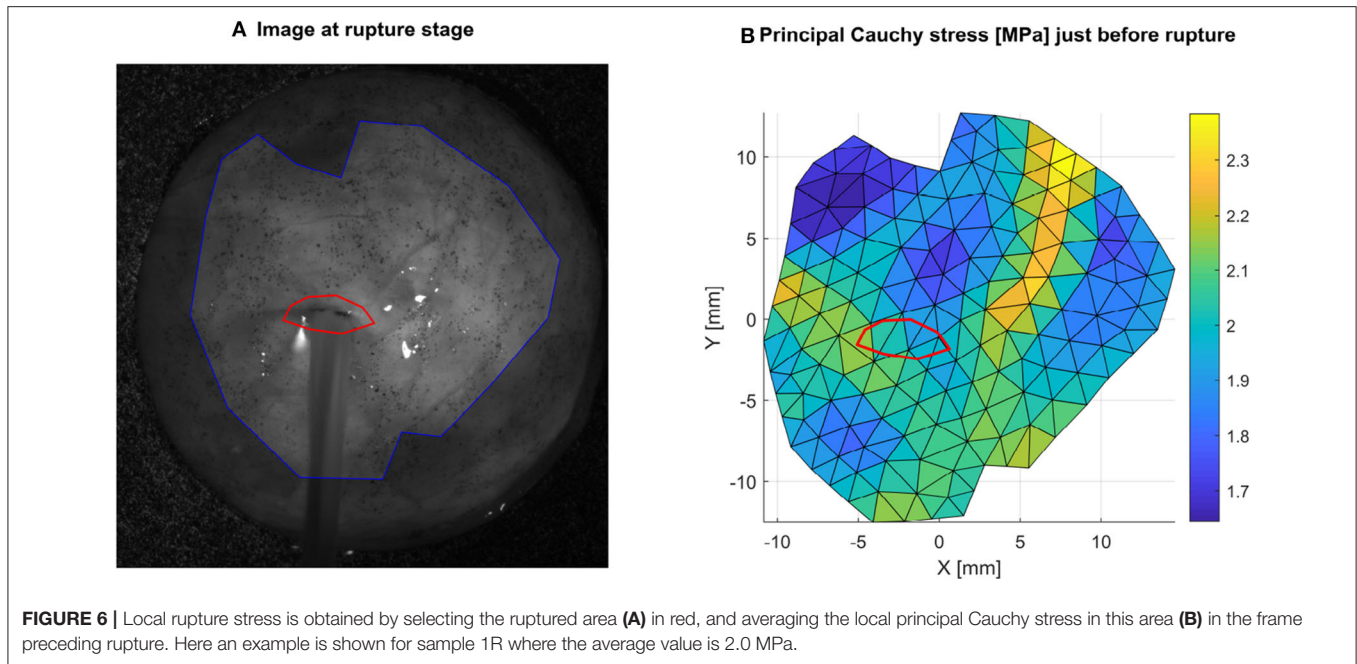 A Image at rupture stage
B Principal Cauchy stress [MPa] just before rupture
10
5
0
-5
-10
Y [mm]
-10
-5
0
5
10
X [mm]
2.3
2.2
2.1
2
1.9
1.8
1.7
FIGURE 6 | Local rupture stress is obtained by selecting the ruptured area (A) in red, and averaging the local principal Cauchy stress in this area (B) in the frame
preceding rupture. Here an example is shown for sample 1R where the average value is 2.0 MPa.